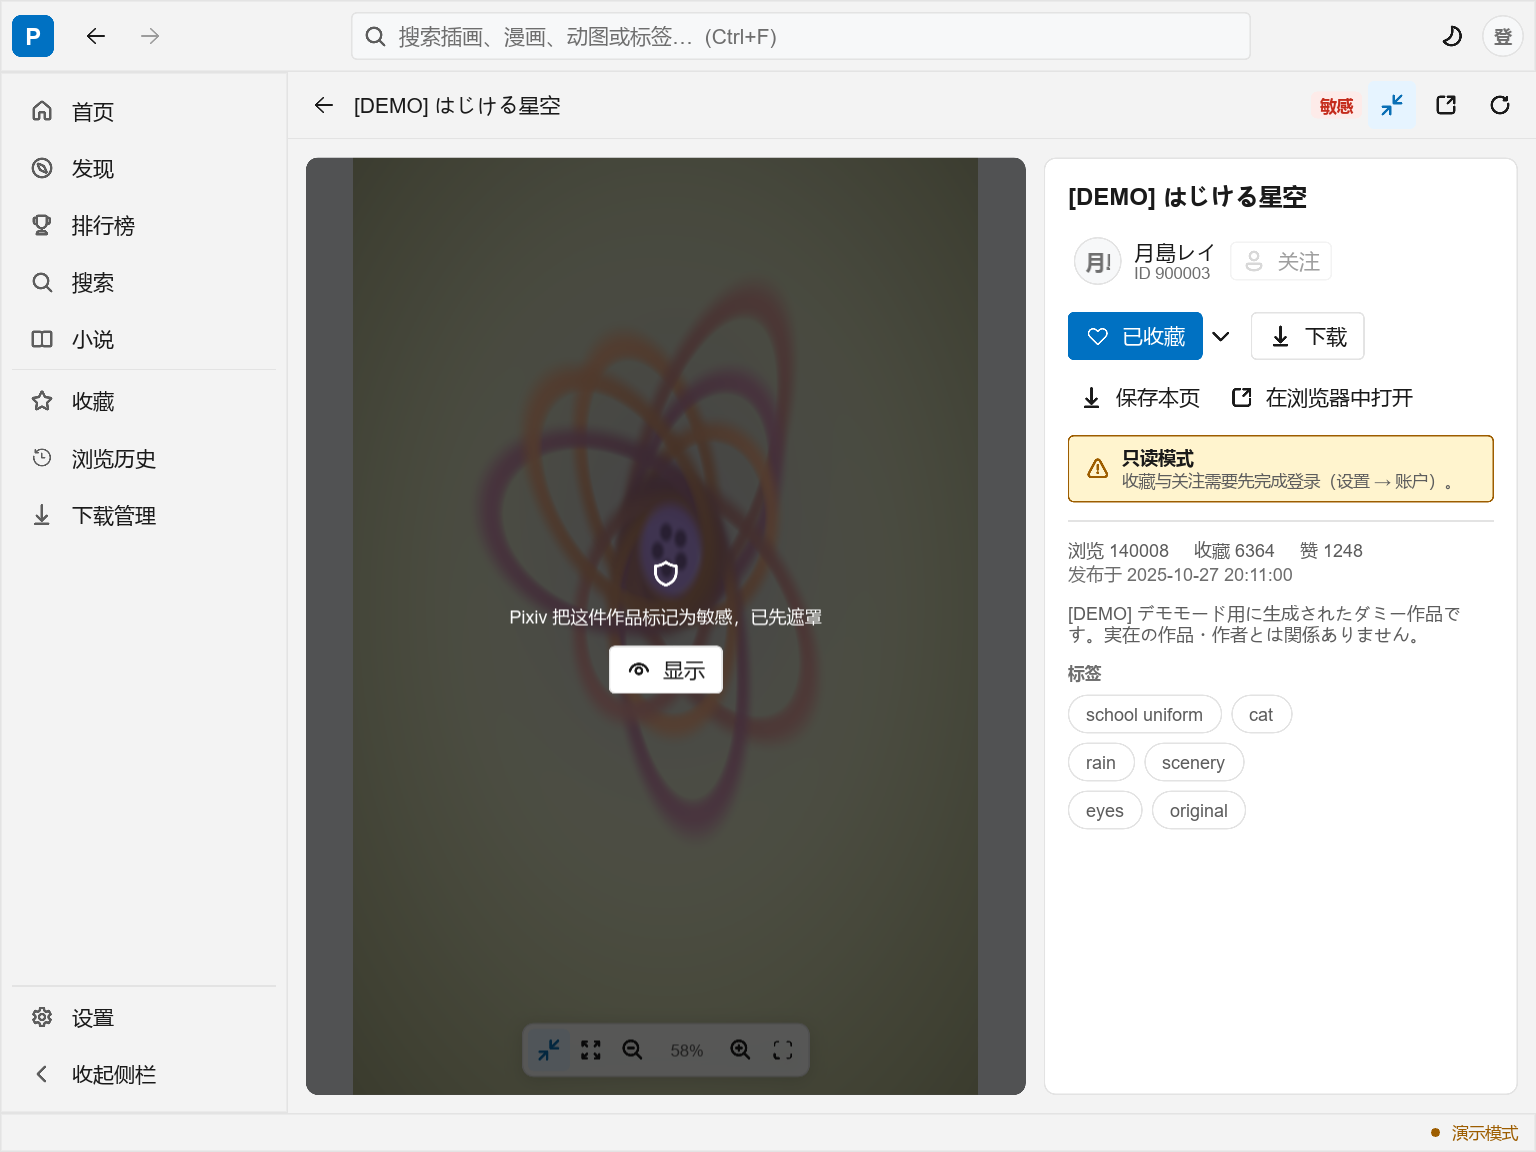 P
搜索插画、漫画、动图或标签… (Ctrl+F)
登
首页
发现
排行榜
搜索
小说
收藏
浏览历史
下载管理
设置
收起侧栏
[DEMO] はじける星空
敏感
Pixiv 把这件作品标记为敏感，已先遮罩
显示
58%
[DEMO] はじける星空
月!
月島レイ
ID 900003
关注
已收藏
下载
保存本页
在浏览器中打开
只读模式
收藏与关注需要先完成登录（设置 → 账户）。
浏览 140008 收藏 6364 赞 1248
发布于 2025-10-27 20:11:00
[DEMO] デモモード用に生成されたダミー作品で
す。実在の作品・作者とは関係ありません。
标签
school uniform cat
rain scenery
eyes original
演示模式